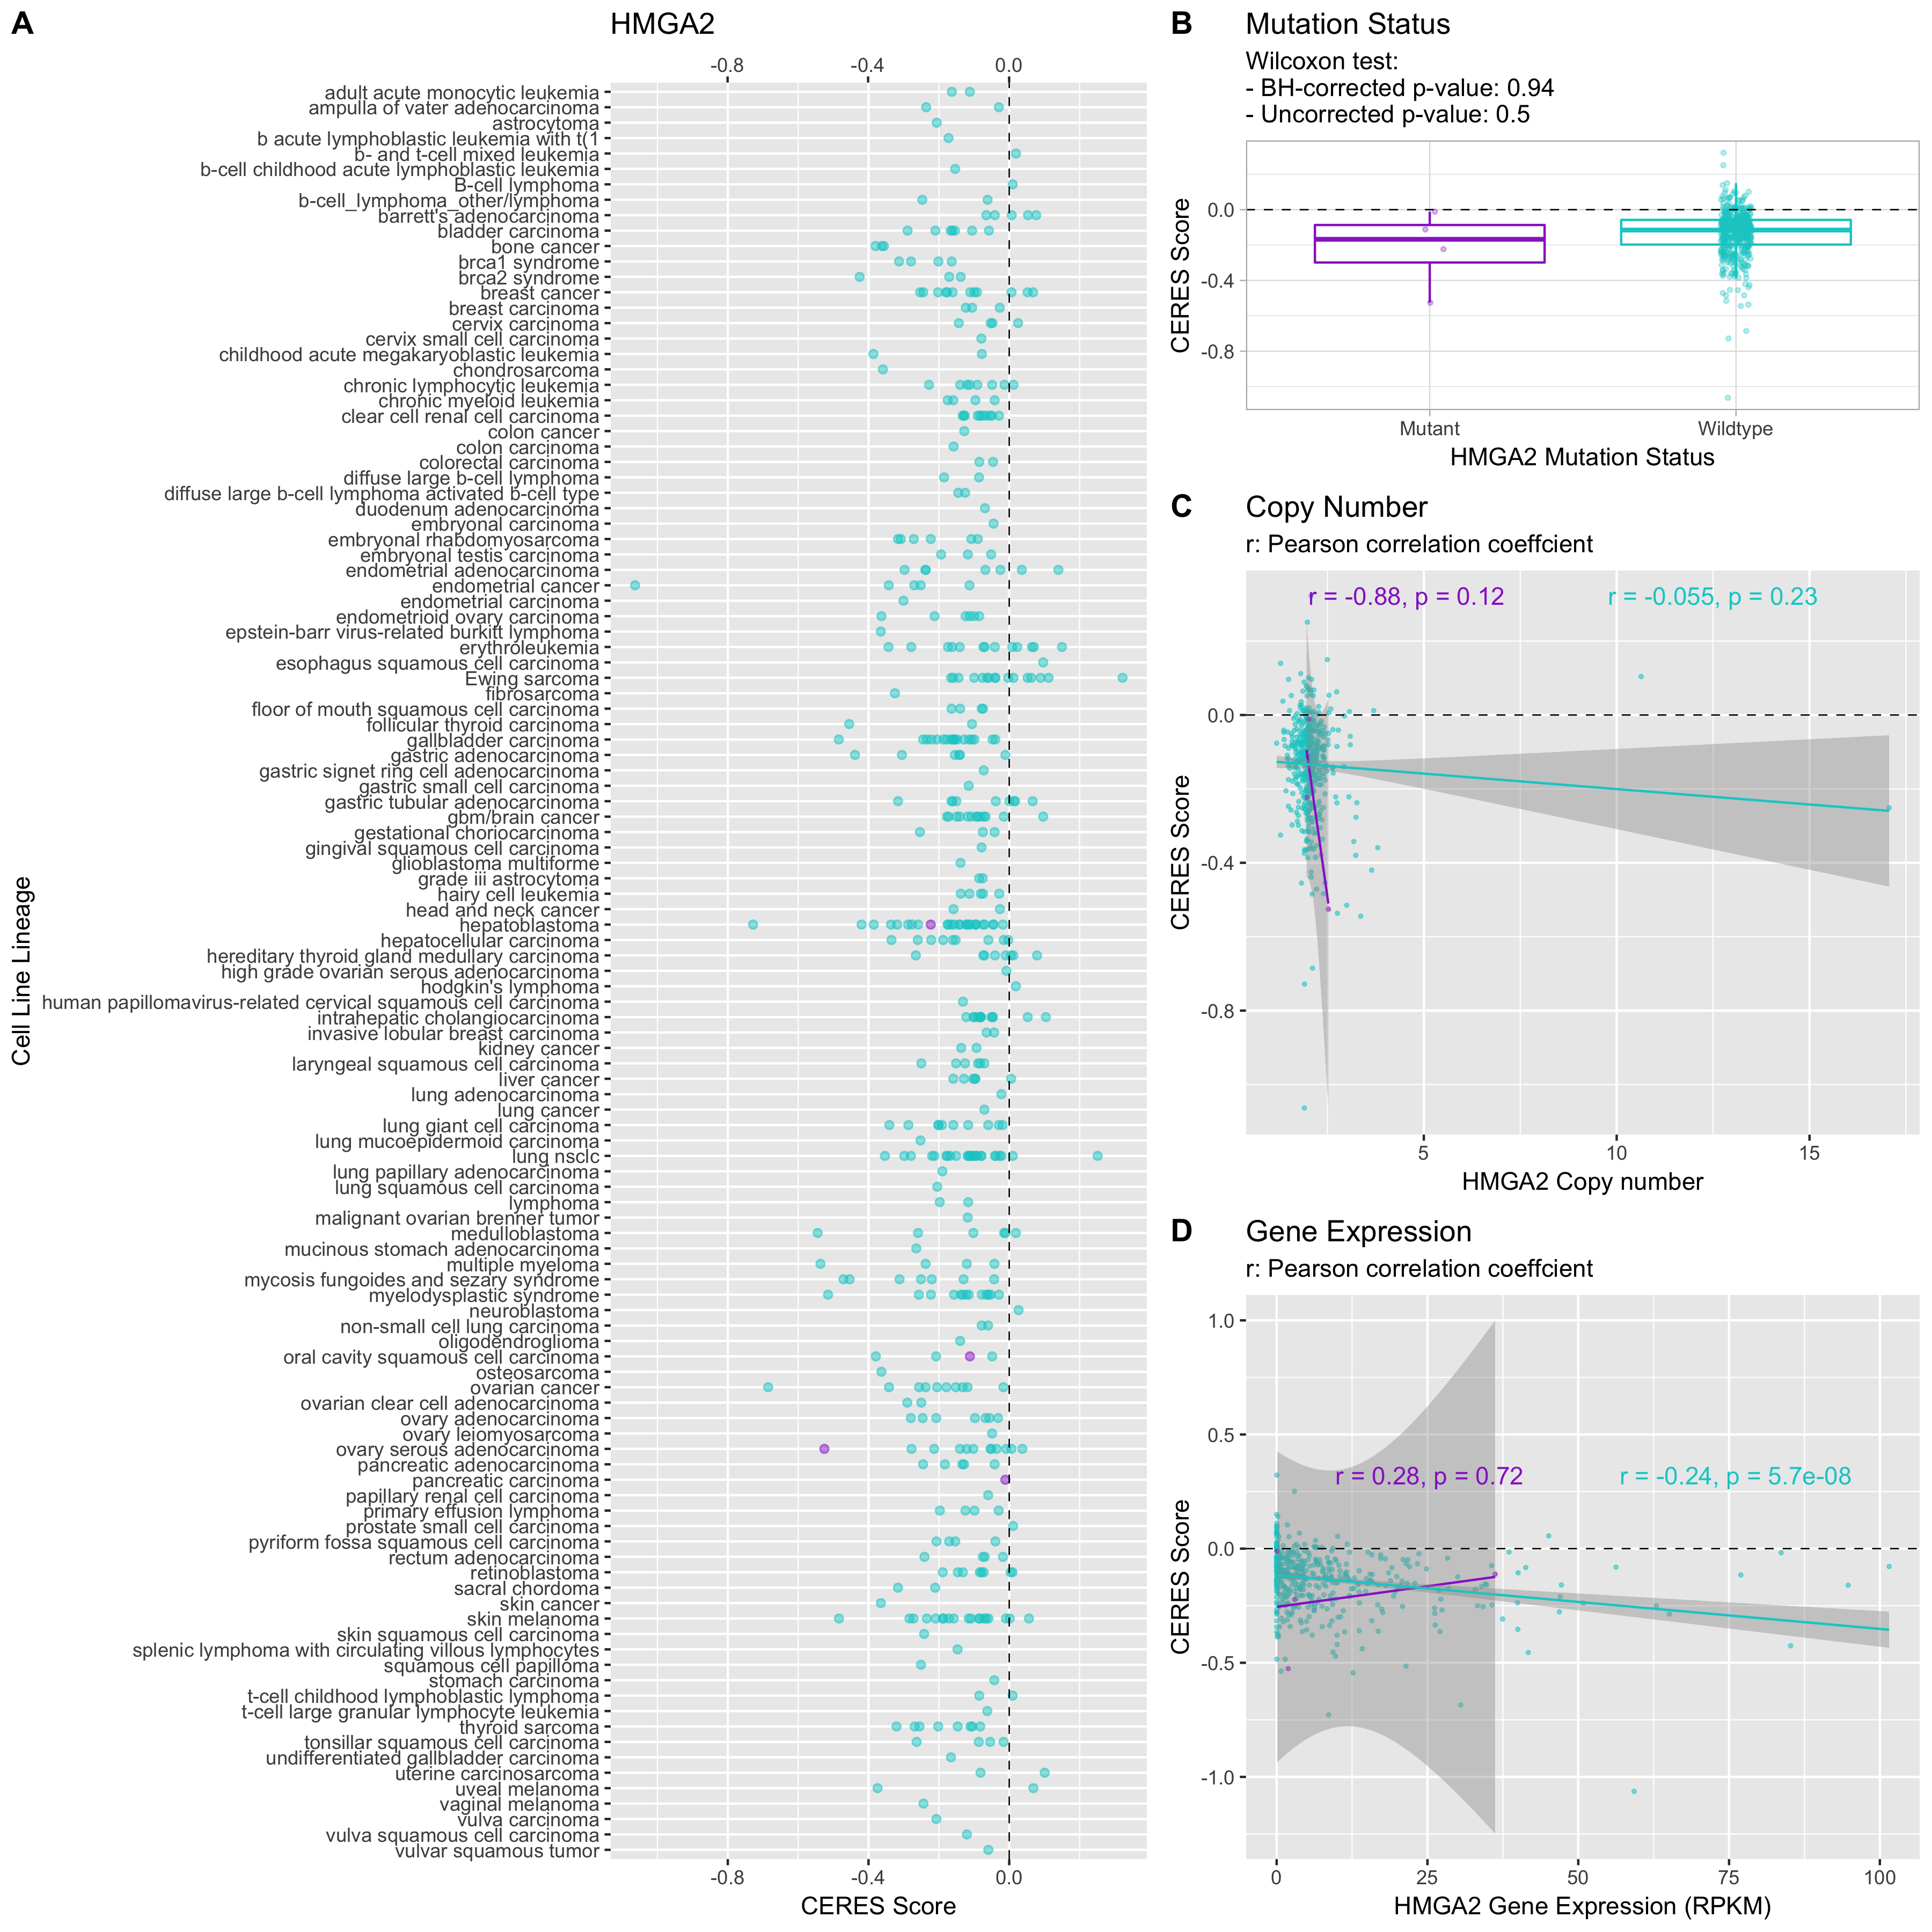 A
HMGA2
-0.8
-0.4
0.0
adult acute monocytic leukemia
ampulla of vater adenocarcinoma
astrocytoma
b acute lymphoblastic leukemia with t(1
b- and t-cell mixed leukemia
b-cell childhood acute lymphoblastic leukemia
B-cell lymphoma
b-cell_lymphoma_other/lymphoma
barrett's adenocarcinoma
bladder carcinoma
bone cancer
brca1 syndrome
brca2 syndrome
breast cancer
breast carcinoma
cervix carcinoma
cervix small cell carcinoma
childhood acute megakaryoblastic leukemia
chondrosarcoma
chronic lymphocytic leukemia
chronic myeloid leukemia
clear cell renal cell carcinoma
colon cancer
colon carcinoma
colorectal carcinoma
diffuse large b-cell lymphoma
diffuse large b-cell lymphoma activated b-cell type
duodenum adenocarcinoma
embryonal carcinoma
embryonal rhabdomyosarcoma
embryonal testis carcinoma
endometrial adenocarcinoma
endometrial cancer
endometrial carcinoma
endometrioid ovary carcinoma
epstein-barr virus-related burkitt lymphoma
erythroleukemia
esophagus squamous cell carcinoma
Ewing sarcoma
fibrosarcoma
floor of mouth squamous cell carcinoma
follicular thyroid carcinoma
gallbladder carcinoma
gastric adenocarcinoma
gastric signet ring cell adenocarcinoma
gastric small cell carcinoma
gastric tubular adenocarcinoma
gbm/brain cancer
gestational choriocarcinoma
gingival squamous cell carcinoma
glioblastoma multiforme
grade iii astrocytoma
hairy cell leukemia
head and neck cancer
hepatoblastoma
hepatocellular carcinoma
hereditary thyroid gland medullary carcinoma
high grade ovarian serous adenocarcinoma
hodgkin's lymphoma
human papillomavirus-related cervical squamous cell carcinoma
intrahepatic cholangiocarcinoma
invasive lobular breast carcinoma
kidney cancer
laryngeal squamous cell carcinoma
liver cancer
lung adenocarcinoma
lung cancer
lung giant cell carcinoma
lung mucoepidermoid carcinoma
lung nsclc
lung papillary adenocarcinoma
lung squamous cell carcinoma
lymphoma
malignant ovarian brenner tumor
medulloblastoma
mucinous stomach adenocarcinoma
multiple myeloma
mycosis fungoides and sezary syndrome
myelodysplastic syndrome
neuroblastoma
non-small cell lung carcinoma
oligodendroglioma
oral cavity squamous cell carcinoma
osteosarcoma
ovarian cancer
ovarian clear cell adenocarcinoma
ovary adenocarcinoma
ovary leiomyosarcoma
ovary serous adenocarcinoma
pancreatic adenocarcinoma
pancreatic carcinoma
papillary renal cell carcinoma
primary effusion lymphoma
prostate small cell carcinoma
pyriform fossa squamous cell carcinoma
rectum adenocarcinoma
retinoblastoma
sacral chordoma
skin cancer
skin melanoma
skin squamous cell carcinoma
splenic lymphoma with circulating villous lymphocytes
squamous cell papilloma
stomach carcinoma
t-cell childhood lymphoblastic lymphoma
t-cell large granular lymphocyte leukemia
thyroid sarcoma
tonsillar squamous cell carcinoma
undifferentiated gallbladder carcinoma
uterine carcinosarcoma
uveal melanoma
vaginal melanoma
vulva carcinoma
vulva squamous cell carcinoma
vulvar squamous tumor
-0.8
-0.4
0.0
CERES Score
Cell Line Lineage
B
Mutation Status
Wilcoxon test:
- BH-corrected p-value: 0.94
- Uncorrected p-value: 0.5
0.0
-0.4
-0.8
CERES Score
Mutant
Wildtype
HMGA2 Mutation Status
C
Copy Number
r: Pearson correlation coeffcient
r = -0.88, p = 0.12
r = -0.055, p = 0.23
0.0
-0.4
-0.8
CERES Score
5
10
15
HMGA2 Copy number
D
Gene Expression
r: Pearson correlation coeffcient
1.0
0.5
0.0
-0.5
-1.0
r = 0.28, p = 0.72
r = -0.24, p = 5.7e-08
CERES Score
0
25
50
75
100
HMGA2 Gene Expression (RPKM)